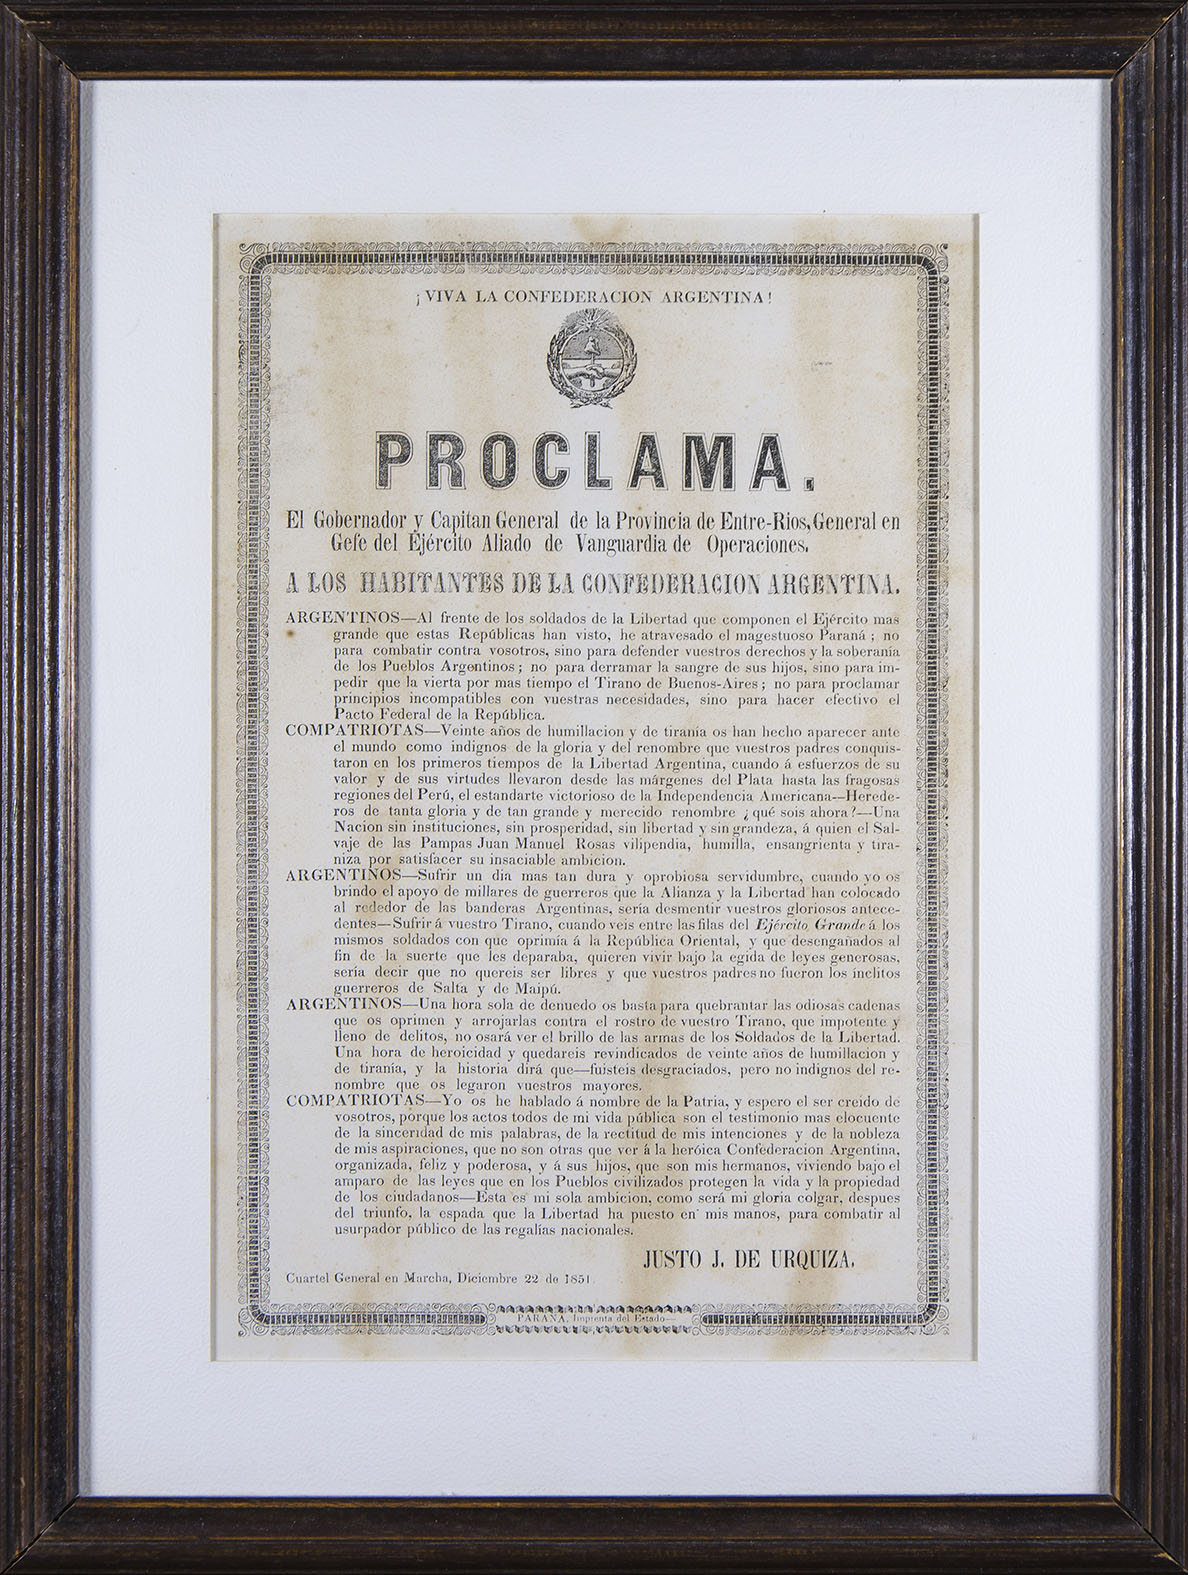 ¡VIVA LA CONFEDERACION ARGENTINA!
PROCLAMA.
El Gobernador y Capitan General de la Provincia de Entre-Rios, General en
Gefe del Ejército Aliado de Vanguardia de Operaciones.
A LOS HABITANTES DE LA CONFEDERACION ARGENTINA.
ARGENTINOS—Al frente de los soldados de la Libertad que componen el Ejército mas
grande que estas Repúblicas han visto, he atravesado el magestuoso Paraná; no
para combatir contra vosotros, sino para defender vuestros derechos y la soberanía
de los Pueblos Argentinos; no para derramar la sangre de sus hijos, sino para im-
pedir que la vierta por mas tiempo el Tirano de Buenos-Aires; no para proclamar
principios incompatibles con vuestras necesidades, sino para hacer efectivo el
Pacto Federal de la República.
COMPATRIOTAS—Veinte años de humillacion y de tiranía os han hecho aparecer ante
el mundo como indignos de la gloria y del renombre que vuestros padres conquis-
taron en los primeros tiempos de la Libertad Argentina, cuando á esfuerzos de su
valor y de sus virtudes llevaron desde las márgenes del Plata hasta las fragosas
regiones del Perú, el estandarte victorioso de la Independencia Americana—Herede-
ros de tanta gloria y de tan grande y merecido renombre ¿qué sois ahora?—Una
Nacion sin instituciones, sin prosperidad, sin libertad y sin grandeza, á quien el Sal-
vaje de las Pampas Juan Manuel Rosas vilipendia, humilla, ensangrienta y tira-
niza por satisfacer su insaciable ambicion.
ARGENTINOS—Sufrir un dia mas tan dura y oprobiosa servidumbre, cuando yo os
brindo el apoyo de millares de guerreros que la Alianza y la Libertad han colocado
al rededor de las banderas Argentinas, sería desmentir vuestros gloriosos antece-
dentes—Sufrir á vuestro Tirano, cuando veis entre las filas del Ejército Grande á los
mismos soldados con que oprimía á la República Oriental, y que desengañados al
fin de la suerte que les deparaba, quieren vivir bajo la egida de leyes generosas,
sería decir que no quereis ser libres y que vuestros padres no fueron los ínclitos
guerreros de Salta y de Maipú.
ARGENTINOS—Una hora sola de denuedo os basta para quebrantar las odiosas cadenas
que os oprimen y arrojarlas contra el rostro de vuestro Tirano, que impotente y
lleno de delitos, no osará ver el brillo de las armas de los Soldados de la Libertad.
Una hora de heroicidad y quedareis revindicados de veinte años de humillacion y
de tiranía, y la historia dirá que—fuisteis desgraciados, pero no indignos del re-
nombre que os legaron vuestros mayores.
COMPATRIOTAS—Yo os he hablado á nombre de la Patria, y espero el ser creido de
vosotros, porque los actos todos de mi vida pública son el testimonio mas elocuente
de la sinceridad de mis palabras, de la rectitud de mis intenciones y de la nobleza
de mis aspiraciones, que no son otras que ver á la heróica Confederacion Argentina,
organizada, feliz y poderosa, y á sus hijos, que son mis hermanos, viviendo bajo el
amparo de las leyes que en los Pueblos civilizados protegen la vida y la propiedad
de los ciudadanos—Esta es mi sola ambicion, como será mi gloria colgar, despues
del triunfo, la espada que la Libertad ha puesto en mis manos, para combatir al
usurpador público de las regalías nacionales.
JUSTO J. DE URQUIZA.
Cuartel General en Marcha, Diciembre 22 de 1851
PARANA, Imprenta del Estado—